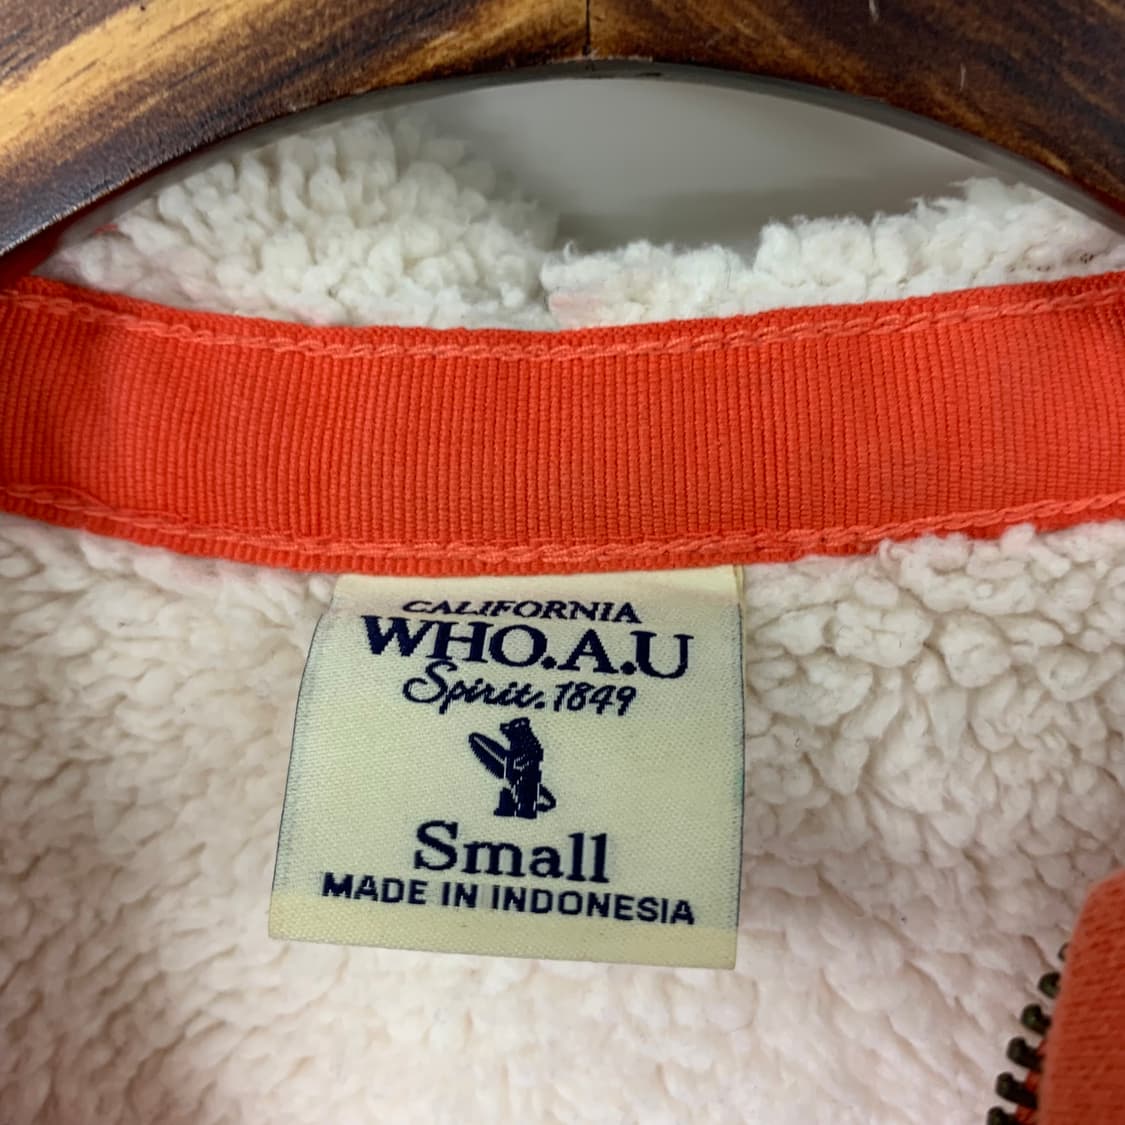 CALIFORNIA
WHO.A.U
Spirit. 1849
Small
MADE IN INDONESIA